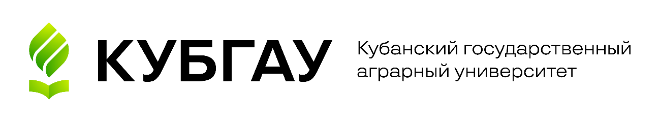 КУБГАУ
Кубанский государственный
аграрный университет